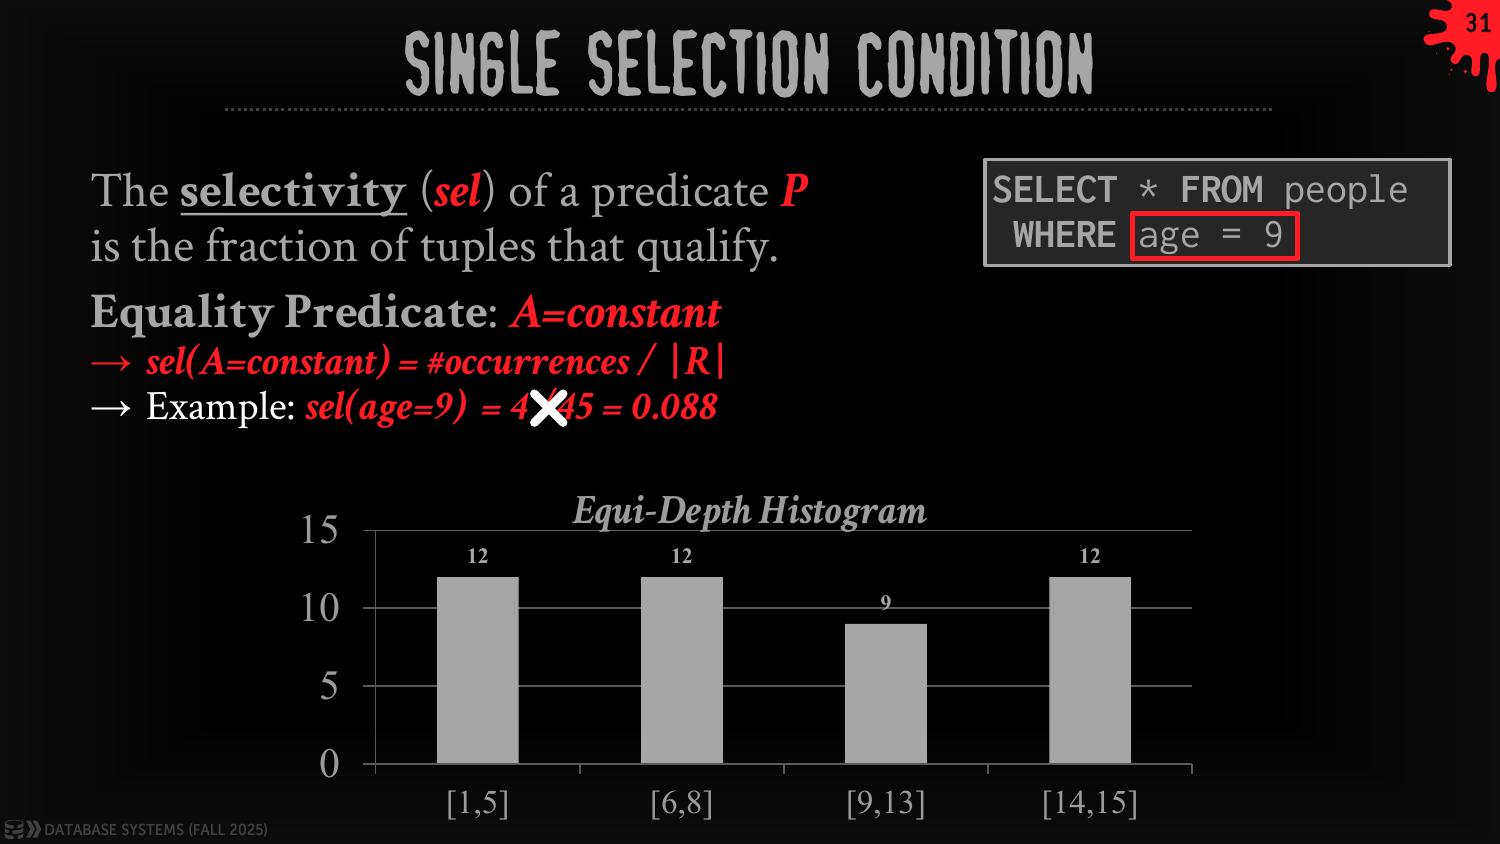 31
SINGLE SELECTION CONDITION
The selectivity (sel) of a predicate P
is the fraction of tuples that qualify.
SELECT * FROM people
WHERE age = 9
Equality Predicate: A=constant
→ sel(A=constant) = #occurrences / |R|
→ Example: sel(age=9) = 4/45 = 0.088
Equi-Depth Histogram
15
12 12 9 12
10
5
0
[1,5] [6,8] [9,13] [14,15]
DATABASE SYSTEMS (FALL 2025)